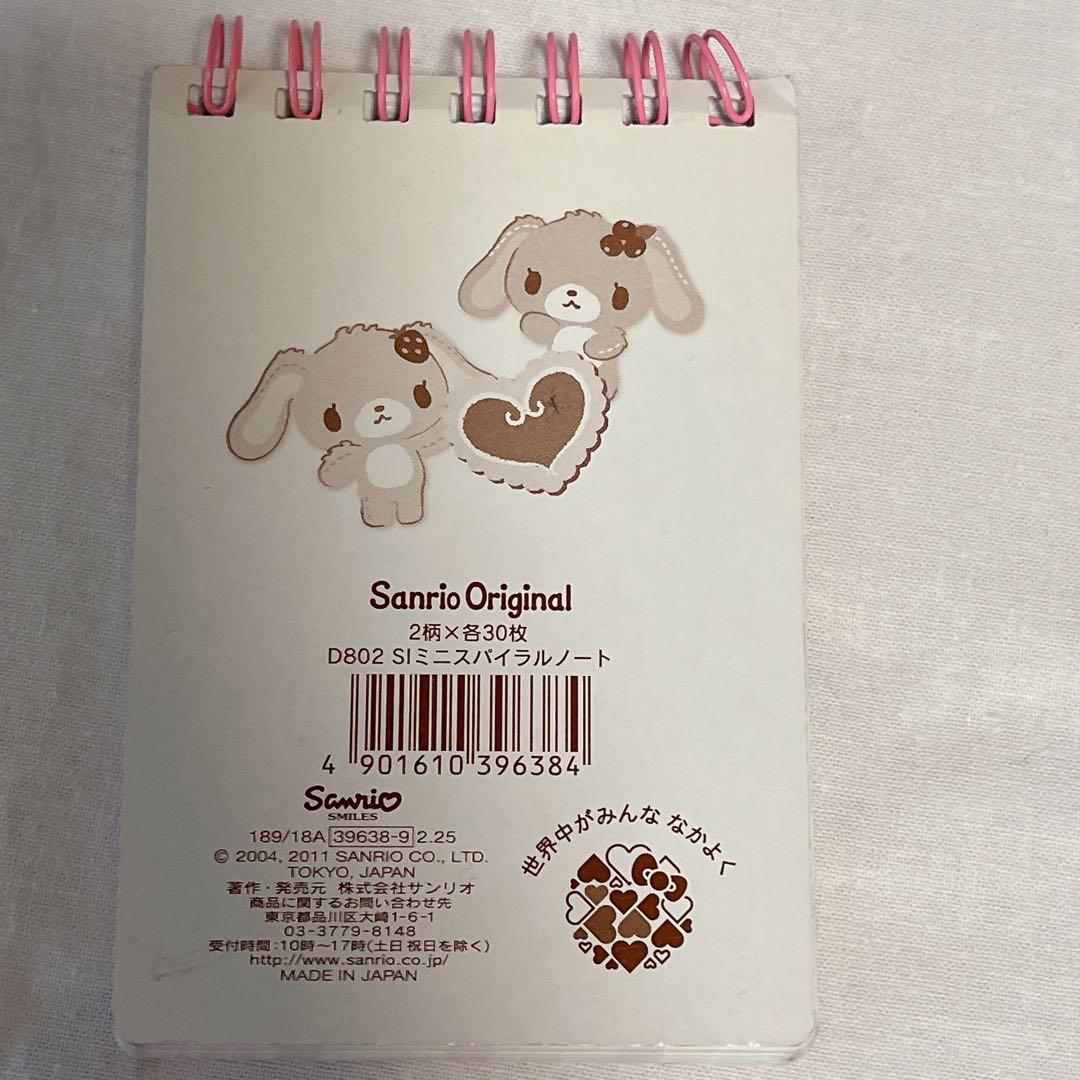 Sanrio Original
2柄×各30枚
D802 SIミニスパイラルノート
4 901610 396384
Sanrio
SMILES
189/18A 39638-9 2.25
© 2004, 2011 SANRIO CO., LTD.
TOKYO, JAPAN
著作・発売元 株式会社サンリオ
商品に関するお問い合わせ先
東京都品川区大崎1-6-1
03-3779-8148
受付時間:10時〜17時(土日祝日を除く)
http://www.sanrio.co.jp/
MADE IN JAPAN
世界中がみんな なかよく